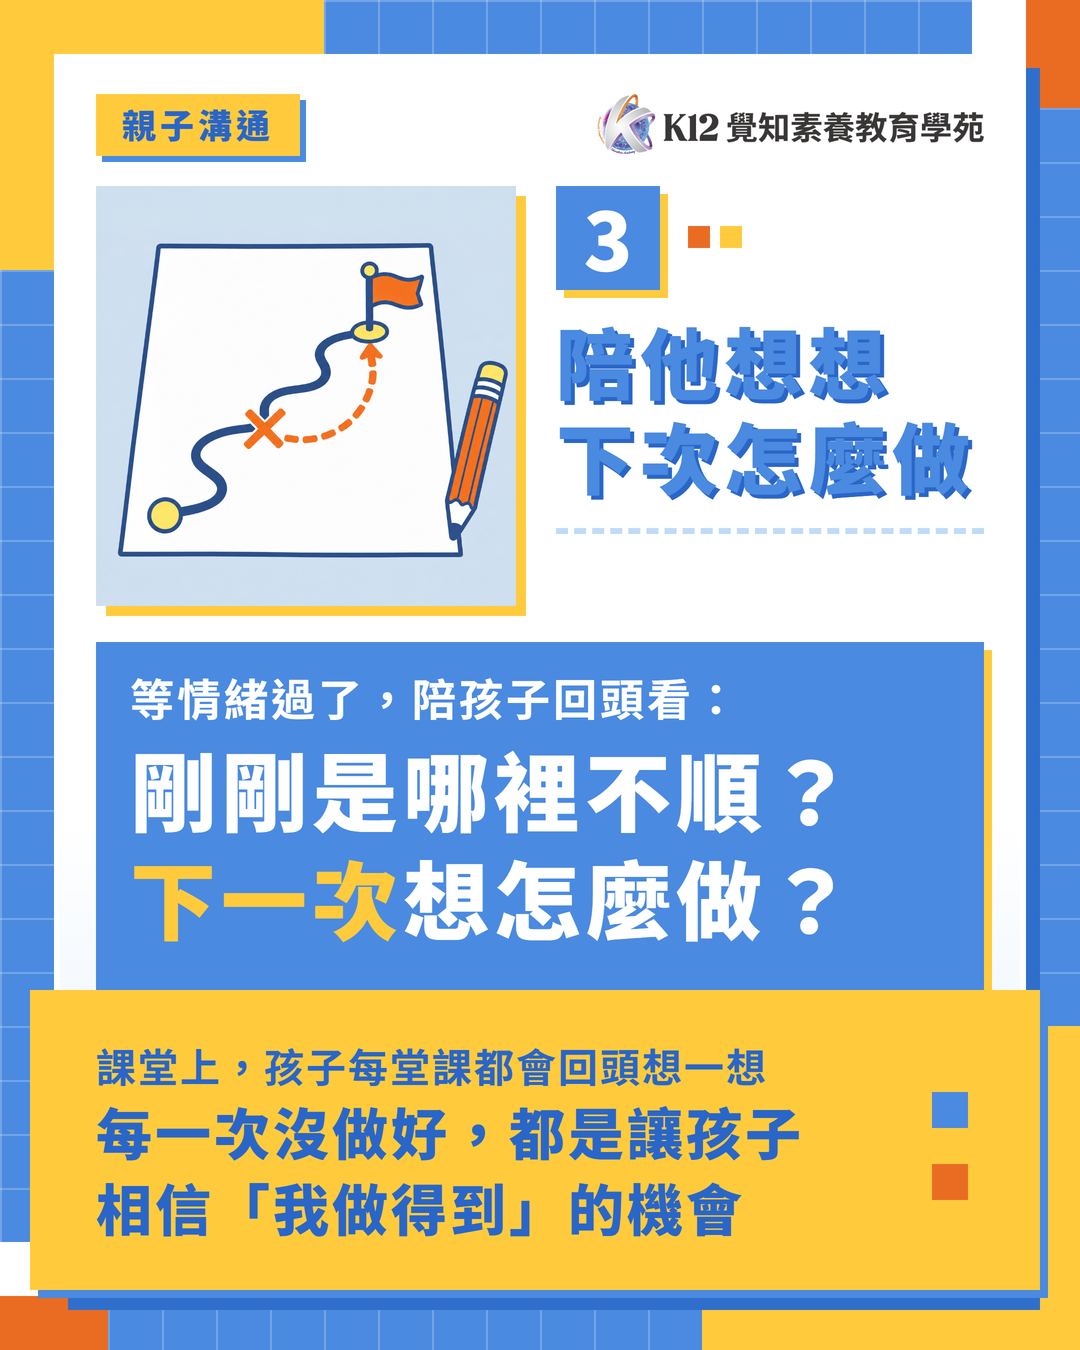 親子溝通
K12 覺知素養教育學苑
3
陪他想想
下次怎麼做
等情緒過了，陪孩子回頭看：
剛剛是哪裡不順？
下一次想怎麼做？
課堂上，孩子每堂課都會回頭想一想
每一次沒做好，都是讓孩子
相信「我做得到」的機會